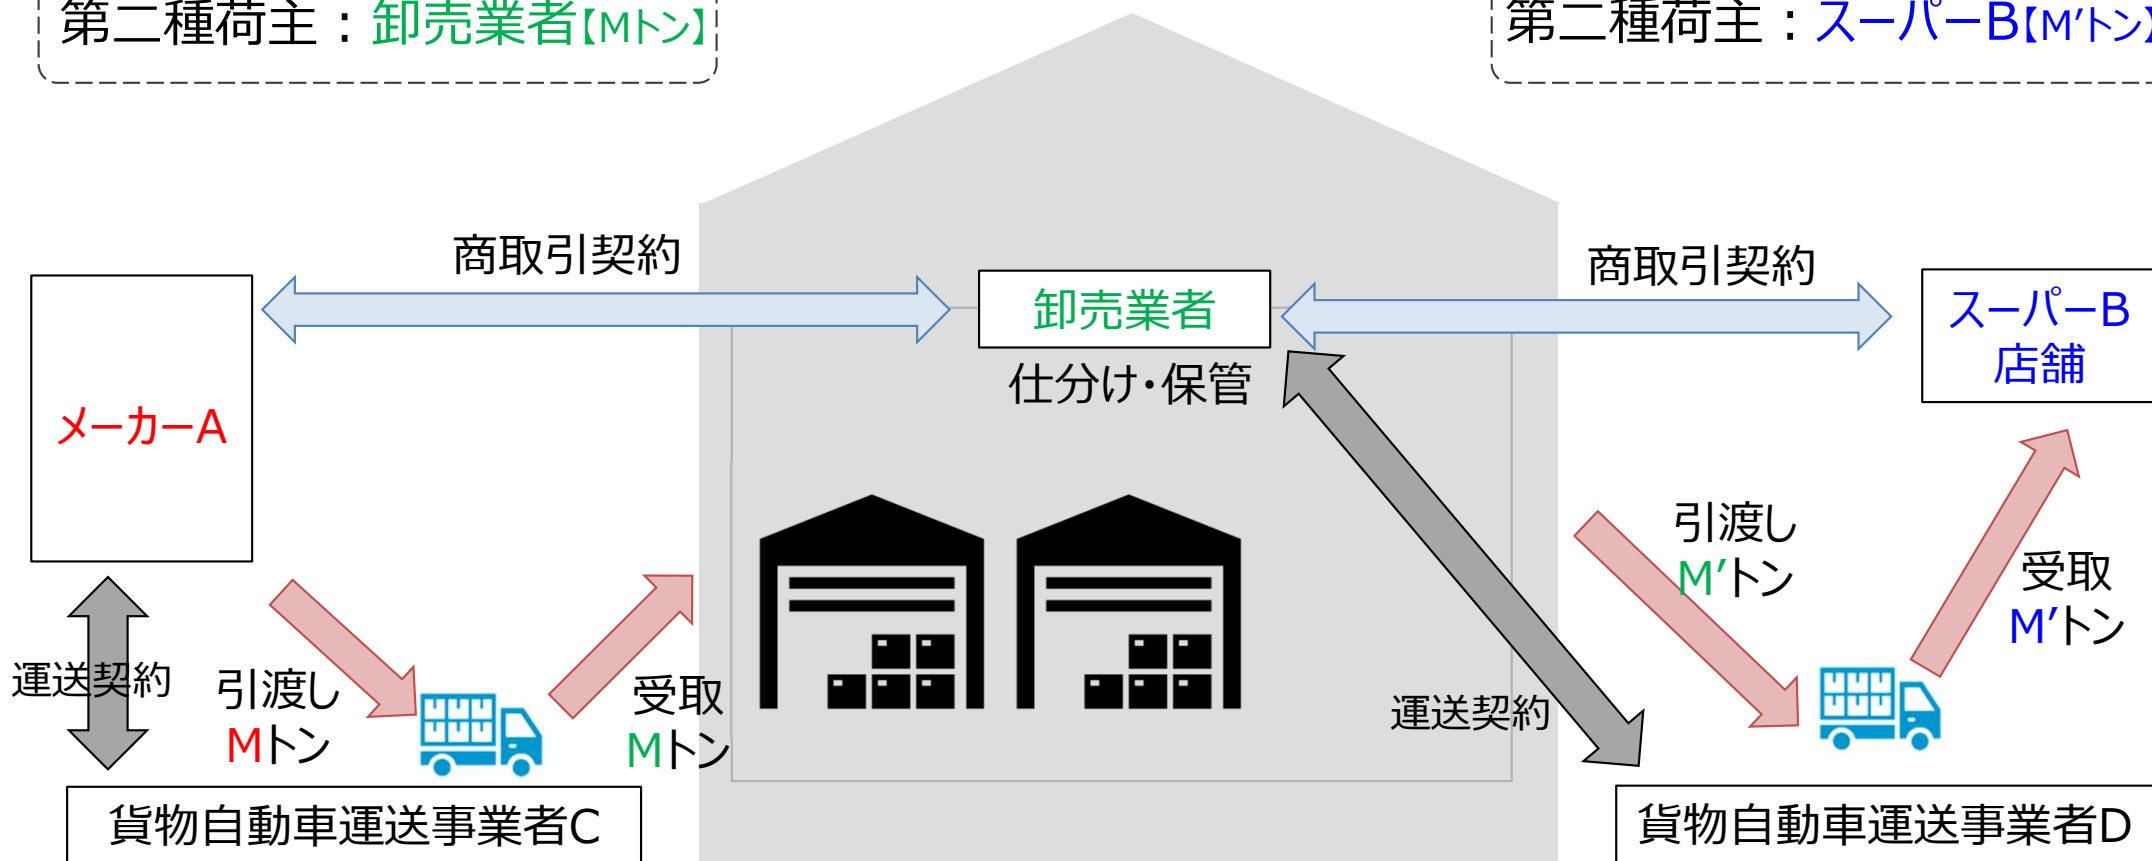 第二種荷主：卸売業者【Mトン】
第二種荷主：スーパーB【M′トン】
商取引契約
商取引契約
卸売業者
仕分け・保管
スーパーB
店舗
メーカーA
引渡し
M′トン
受取
M′トン
運送契約
引渡し
Mトン
受取
Mトン
運送契約
貨物自動車運送事業者C
貨物自動車運送事業者D